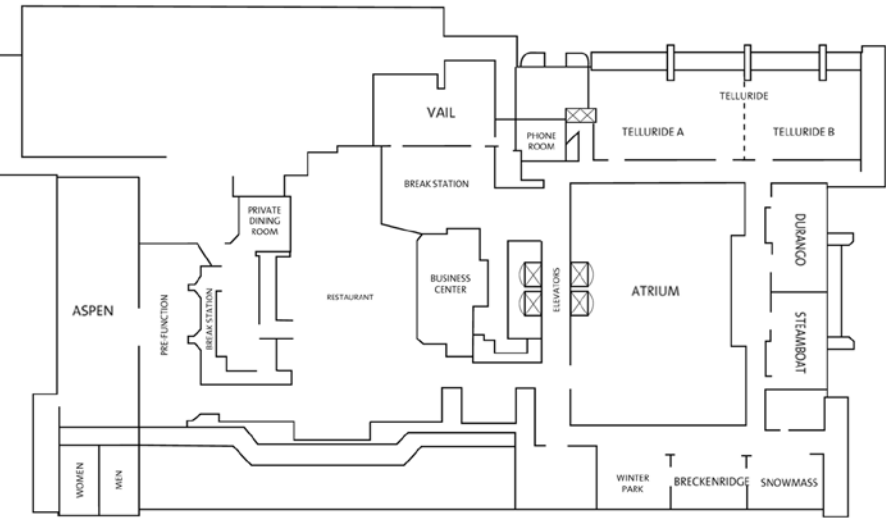 VAIL
TELLURIDE
PHONE
ROOM
TELLURIDE A
TELLURIDE B
BREAK STATION
PRIVATE
DINING
ROOM
DURANGO
ASPEN
PRE-FUNCTION
BREAK STATION
RESTAURANT
BUSINESS
CENTER
ELEVATORS
ATRIUM
STEAMBOAT
WOMEN
MEN
WINTER
PARK
BRECKENRIDGE
SNOWMASS